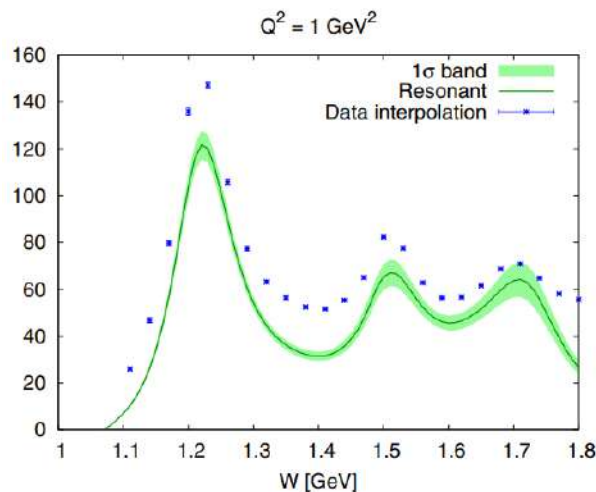 Q² = 1 GeV²
1σ band
Resonant
Data interpolation
160
140
120
100
80
60
40
20
0
1 1.1 1.2 1.3 1.4 1.5 1.6 1.7 1.8
W [GeV]